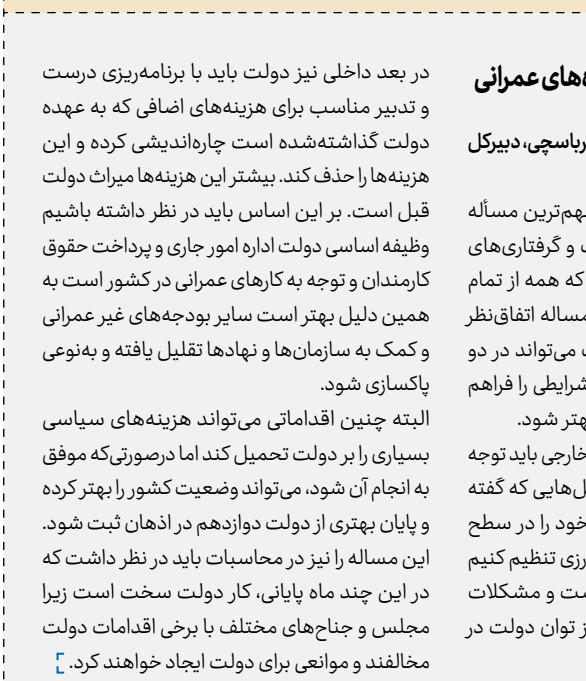 های عمرانی
دبیرکل
مهم‌ترین مسأله
و گرفتاری‌های
که همه از تمام
مساله اتفاق‌نظر
می‌تواند در دو
شرایطی را فراهم
بهتر شود.
خارجی باید توجه
هایی که گفته
خود را در سطح
تنظیم کنیم
و مشکلات
از توان دولت در
در بعد داخلی نیز دولت باید با برنامه‌ریزی درست
و تدبیر مناسب برای هزینه‌های اضافی که به عهده
دولت گذاشته‌شده است چاره‌اندیشی کرده و این
هزینه‌ها را حذف کند. بیشتر این هزینه‌ها میراث دولت
قبل است. بر این اساس باید در نظر داشته باشیم
وظیفه اساسی دولت اداره امور جاری و پرداخت حقوق
کارمندان و توجه به کارهای عمرانی در کشور است به
همین دلیل بهتر است سایر بودجه‌های غیر عمرانی
و کمک به سازمان‌ها و نهادها تقلیل یافته و به‌نوعی
پاکسازی شود.
البته چنین اقداماتی می‌تواند هزینه‌های سیاسی
بسیاری را بر دولت تحمیل کند اما درصورتی‌که موفق
به انجام آن شود، می‌تواند وضعیت کشور را بهتر کرده
و پایان بهتری از دولت دوازدهم در اذهان ثبت شود.
این مساله را نیز در محاسبات باید در نظر داشت که
در این چند ماه پایانی، کار دولت سخت است زیرا
مجلس و جناح‌های مختلف با برخی اقدامات دولت
مخالفند و موانعی برای دولت ایجاد خواهند کرد.